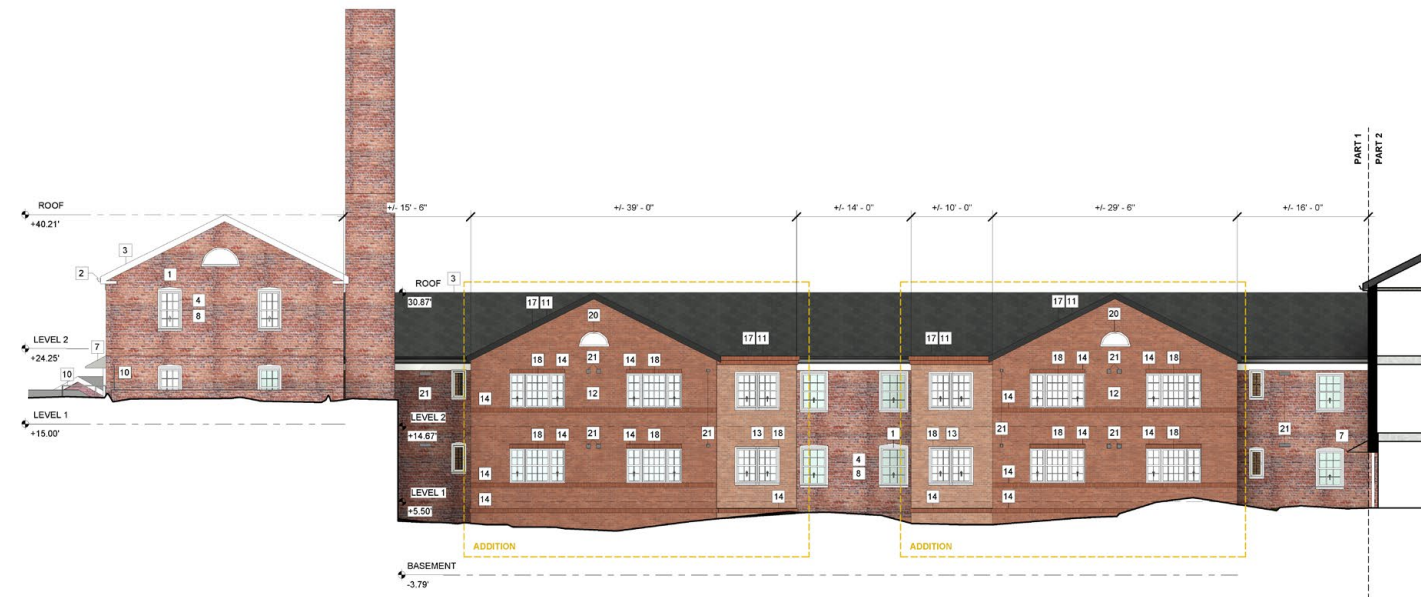 PART 1
PART 2
ROOF
+40.21'
+/- 15' - 6"
+/- 39' - 0"
+/- 14' - 0"
+/- 10' - 0"
+/- 29' - 6"
+/- 16' - 0"
3
2
1
ROOF
3
30.87'
17 11
17 11
4
8
20
20
LEVEL 2
+24.25'
7
17 11
17 11
18 14 21 14 18
18 14 21 14 18
10
10
21
12
12
14
14
LEVEL 1
+15.00'
LEVEL 2
+14.67'
21
21
21
18 14 21 14 18
13 18
1
18 13
18 14 21 14 18
7
4
8
14
14
LEVEL 1
+5.50'
14
14
14
14
ADDITION
ADDITION
BASEMENT
-3.79'